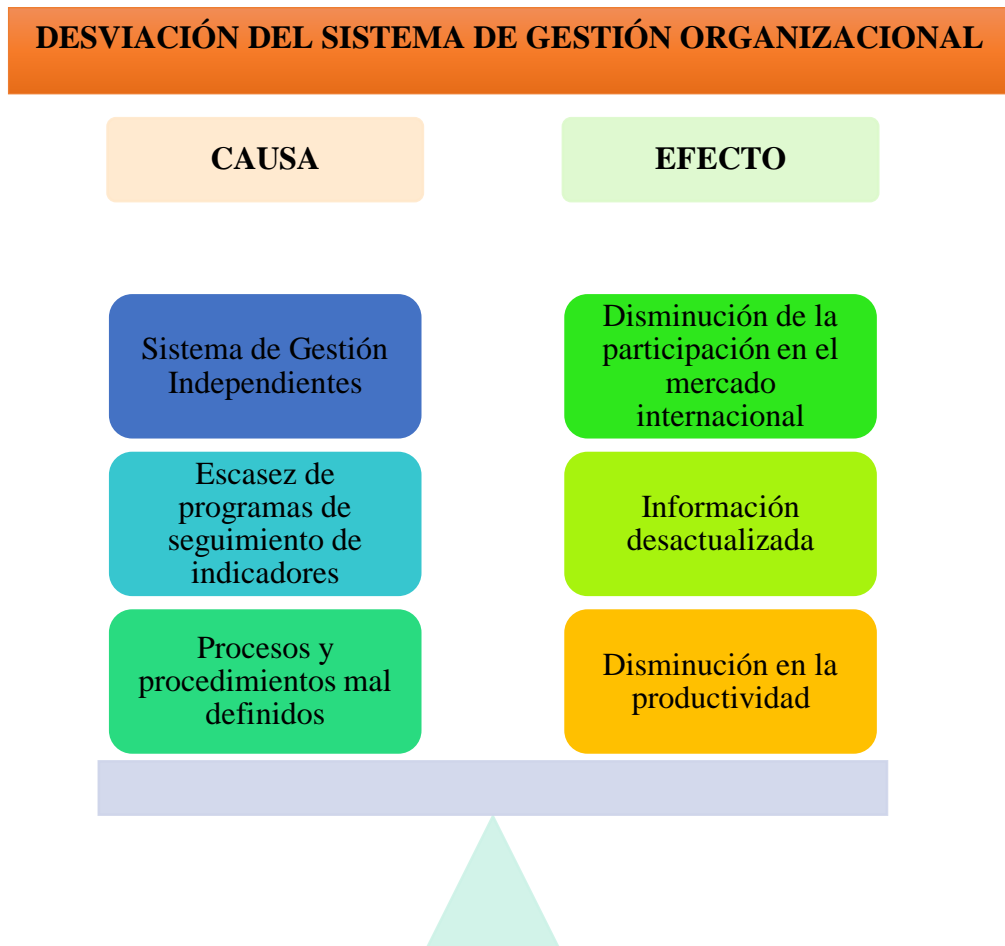 DESVIACIÓN DEL SISTEMA DE GESTIÓN ORGANIZACIONAL
CAUSA
EFECTO
Sistema de Gestión
Independientes
Disminución de la
participación en el
mercado
internacional
Escasez de
programas de
seguimiento de
indicadores
Información
desactualizada
Procesos y
procedimientos mal
definidos
Disminución en la
productividad